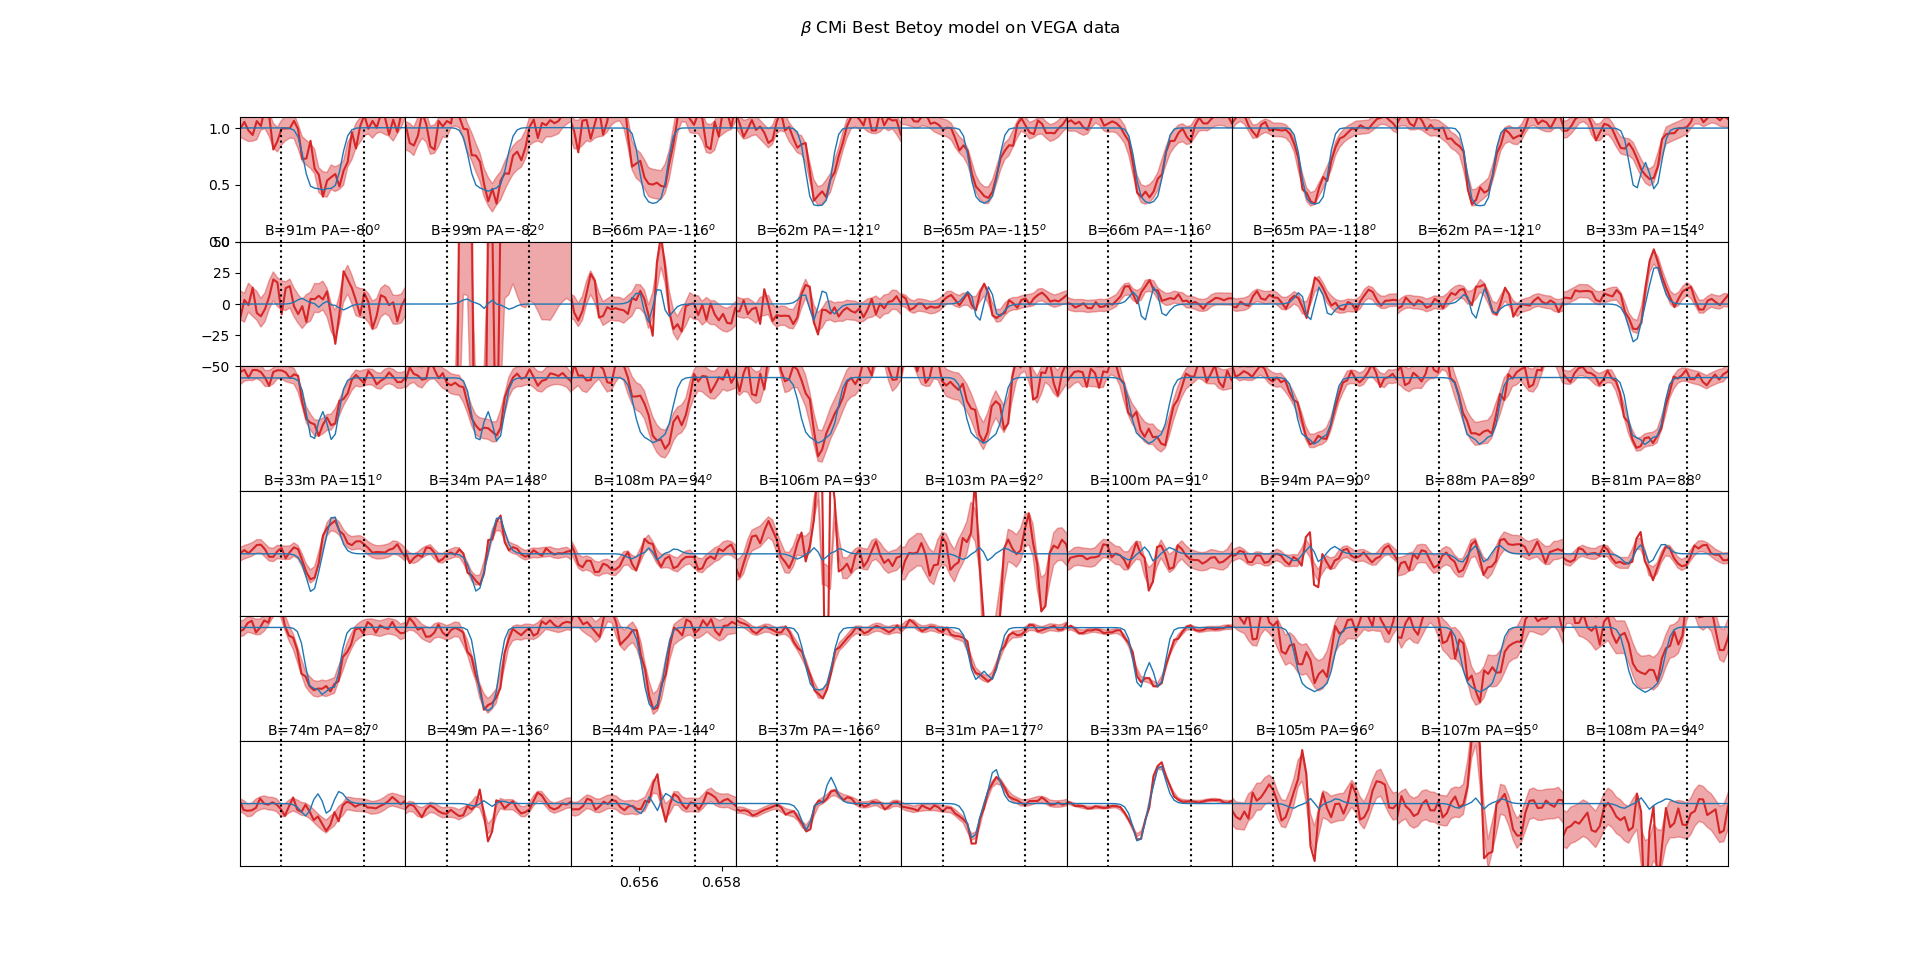 β CMi Best Betoy model on VEGA data
1.0
0.5
B=91m PA=-80° B=99m PA=-82° B=66m PA=-116° B=62m PA=-121° B=65m PA=-115° B=66m PA=-116° B=65m PA=-118° B=62m PA=-121° B=33m PA=154°
0.0
50
25
0
−25
−50
B=33m PA=151° B=34m PA=148° B=108m PA=94° B=106m PA=93° B=103m PA=92° B=100m PA=91° B=94m PA=90° B=88m PA=89° B=81m PA=88°
B=74m PA=87° B=49m PA=-136° B=44m PA=-144° B=37m PA=-166° B=31m PA=177° B=33m PA=156° B=105m PA=96° B=107m PA=95° B=108m PA=94°
0.656 0.658